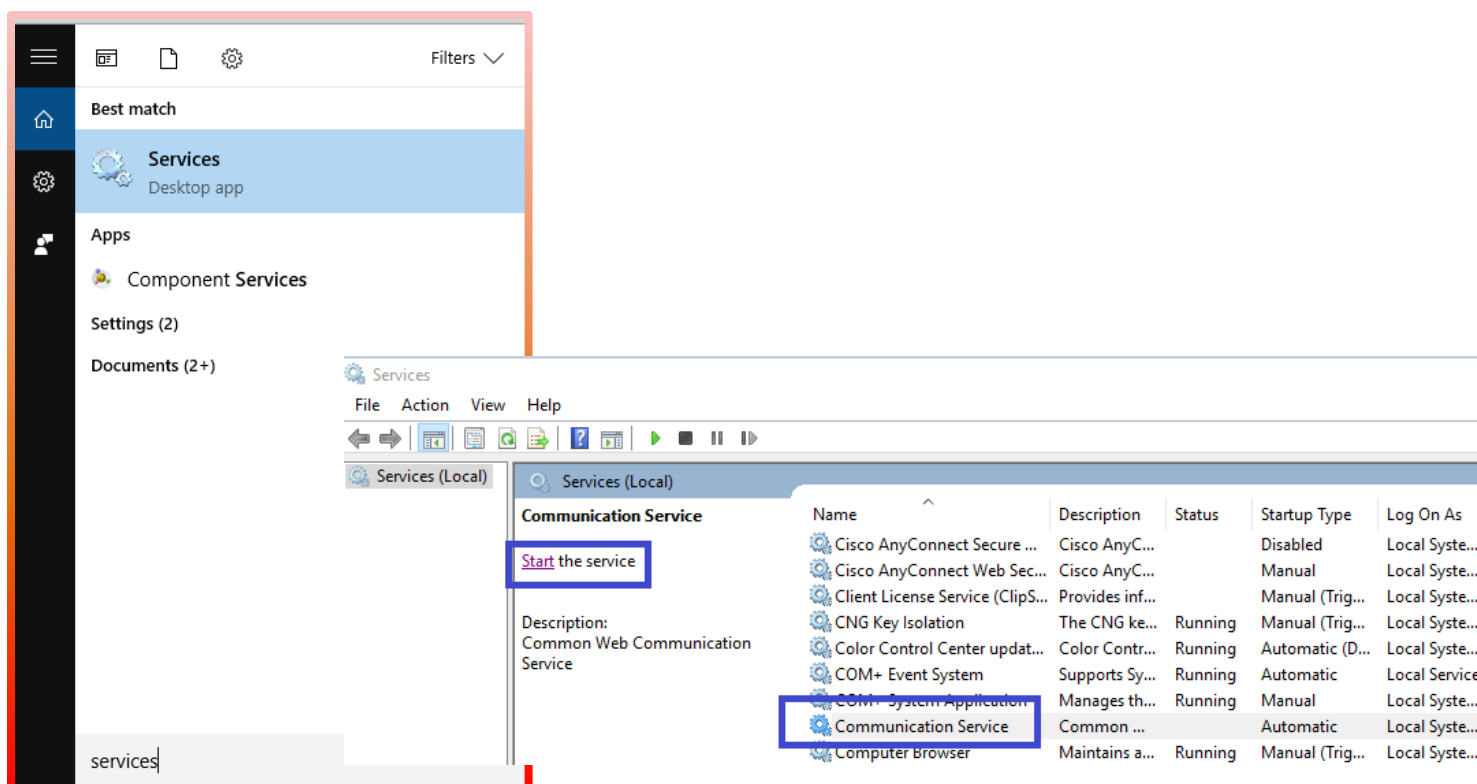 Filters
Best match
Services
Desktop app
Apps
Component Services
Settings (2)
Documents (2+)
services
Services
File Action View Help
Services (Local)
Services (Local)
Communication Service
Start the service
Description:
Common Web Communication
Service
Name Description Status Startup Type Log On As
Cisco AnyConnect Secure ... Cisco AnyC... Disabled Local Syste...
Cisco AnyConnect Web Sec... Cisco AnyC... Manual Local Syste...
Client License Service (ClipS... Provides inf... Manual (Trig... Local Syste...
CNG Key Isolation The CNG ke... Running Manual (Trig... Local Syste...
Color Control Center updat... Color Contr... Running Automatic (D... Local Syste...
COM+ Event System Supports Sy... Running Automatic Local Service
COM+ System Application Manages th... Running Manual Local Syste...
Communication Service Common ... Automatic Local Syste...
Computer Browser Maintains a... Running Manual (Trig... Local Syste...